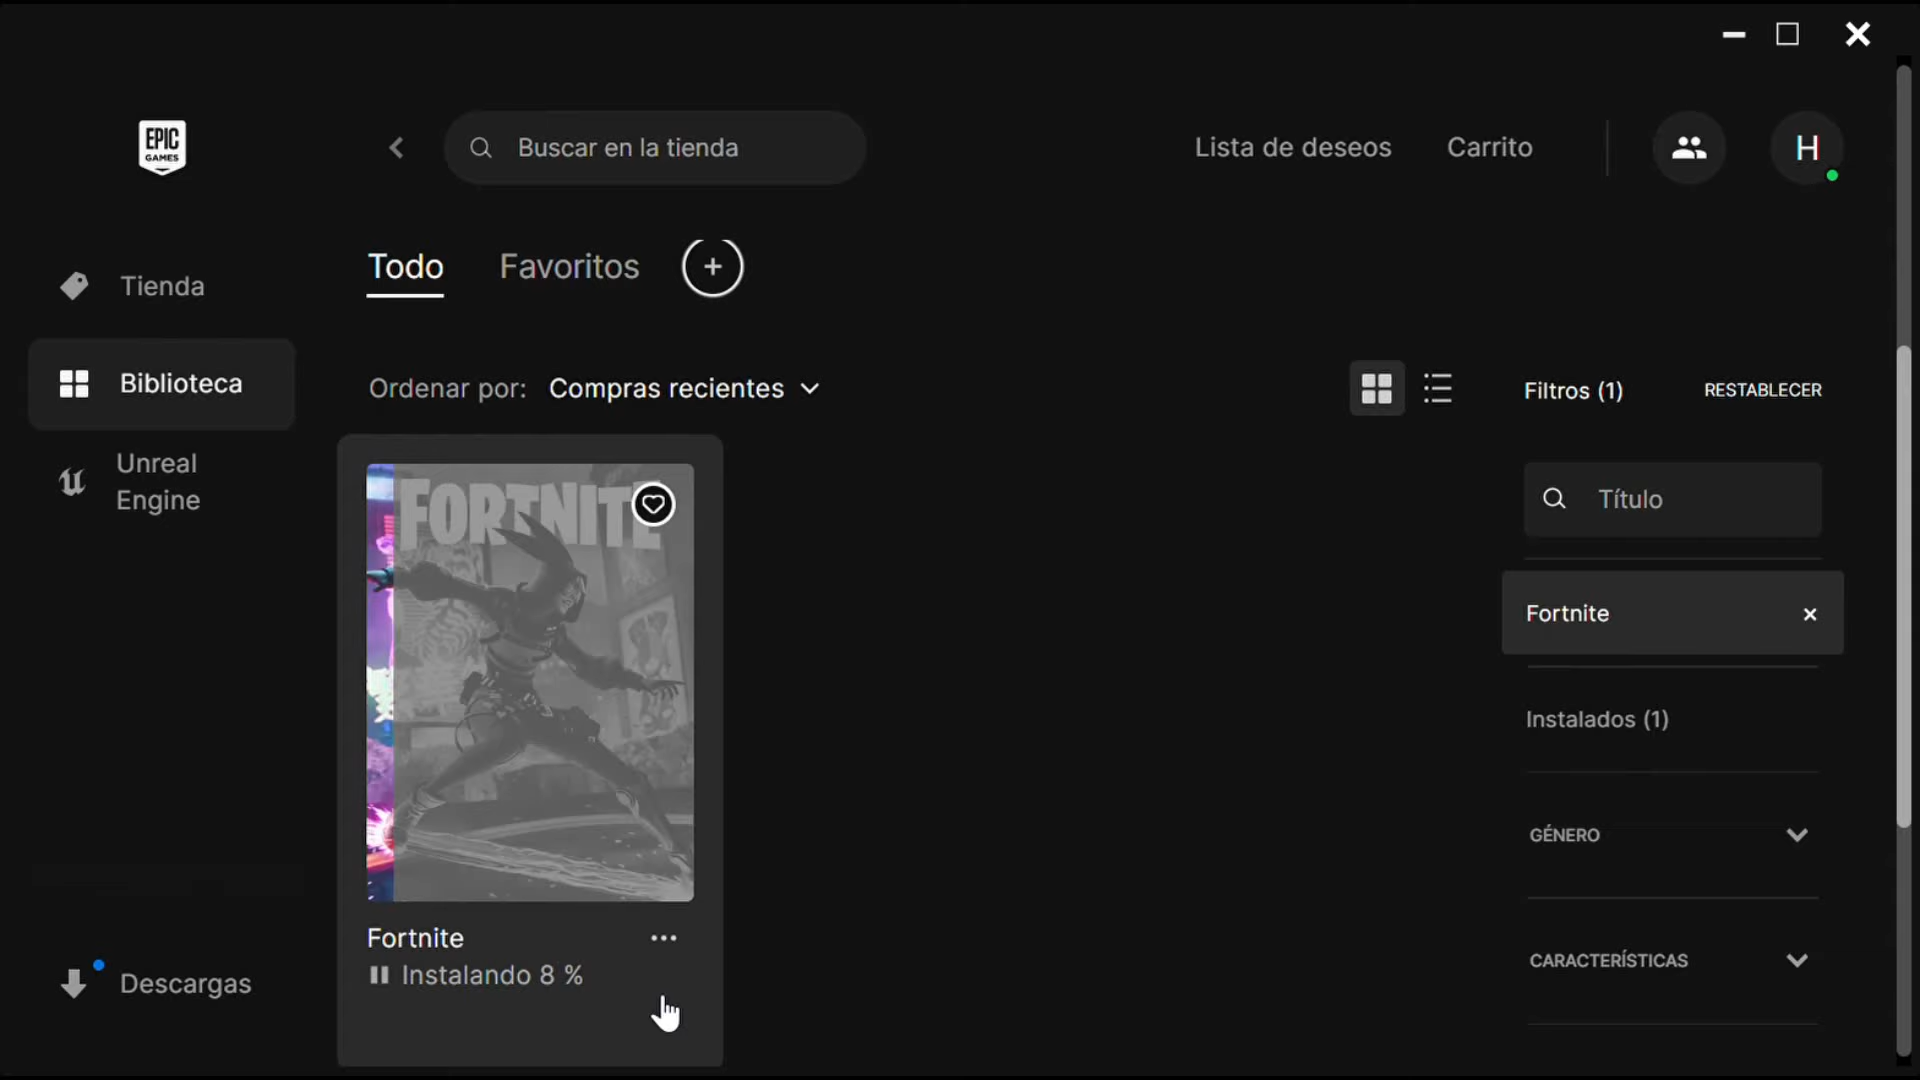 EPIC
GAMES
Buscar en la tienda
Lista de deseos
Carrito
H
Tienda
Biblioteca
Unreal
Engine
Descargas
Todo
Favoritos
+
Ordenar por: Compras recientes
Filtros (1)
RESTABLECER
FORTNITE
Fortnite
Instalando 8 %
Título
Fortnite
Instalados (1)
GÉNERO
CARACTERÍSTICAS